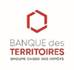 BANQUE des
TERRITOIRES
GROUPE CAISSE DES DÉPÔTS